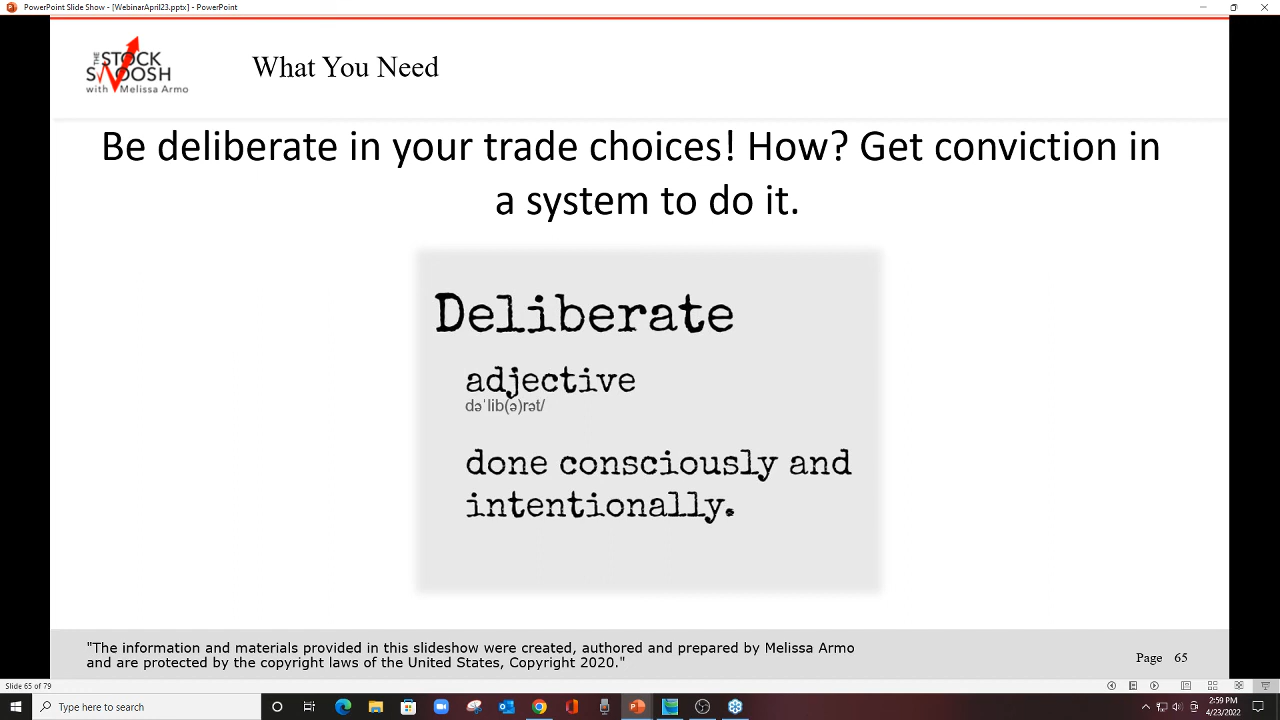 PowerPoint Slide Show - [WebinarApril23.pptx] - PowerPoint
THE STOCK
SWOOSH
with Melissa Armo
What You Need
Be deliberate in your trade choices! How? Get conviction in
a system to do it.
Deliberate
adjective
dəˈlib(ə)rət/
done consciously and
intentionally.
"The information and materials provided in this slideshow were created, authored and prepared by Melissa Armo
and are protected by the copyright laws of the United States, Copyright 2020."
Page 65
Slide 65 of 79
Type here to search
2:59 PM
4/23/2022